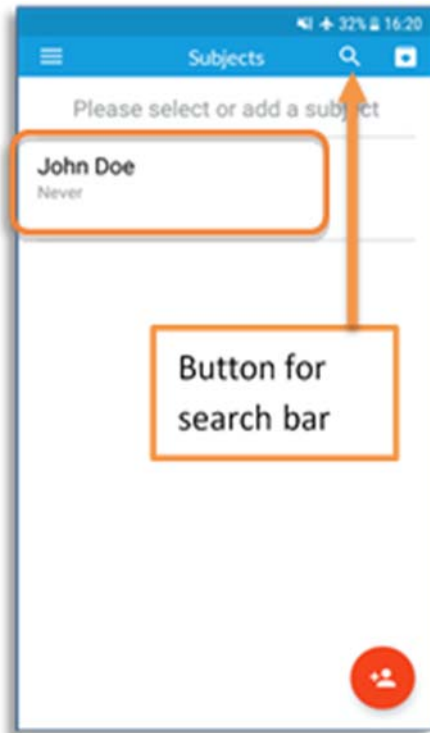 32% 16:20
Subjects
Please select or add a subject
John Doe
Never
Button for
search bar